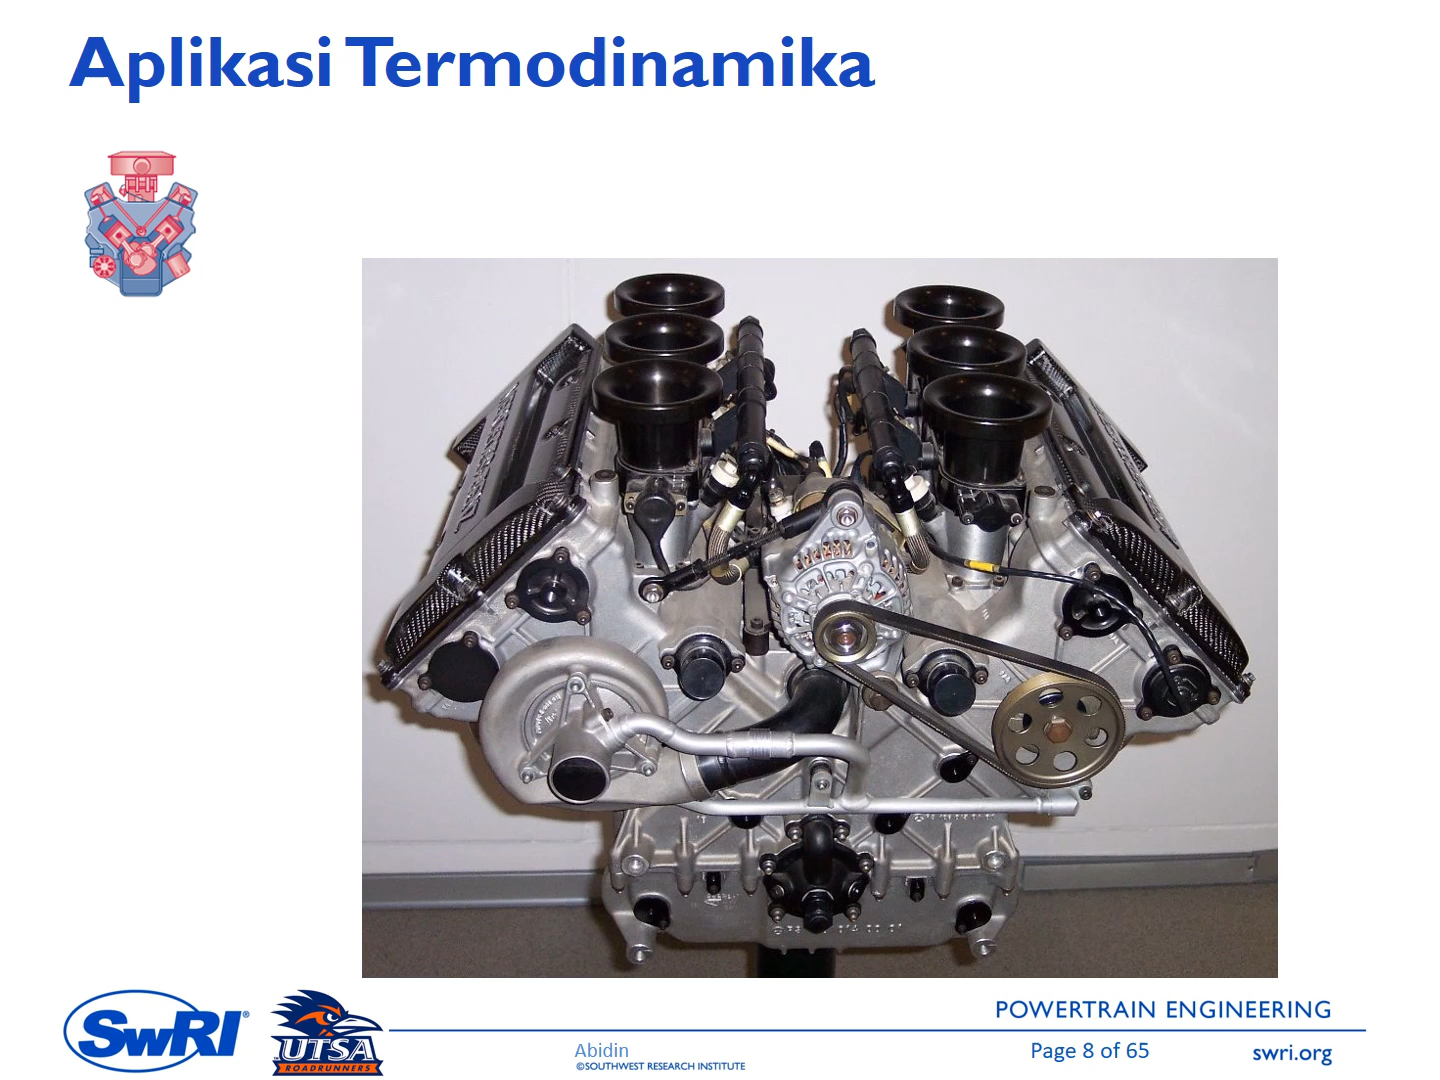 Aplikasi Termodinamika
SwRI®
UTSA
ROADRUNNERS
POWERTRAIN ENGINEERING
Abidin
©SOUTHWEST RESEARCH INSTITUTE
Page 8 of 65
swri.org